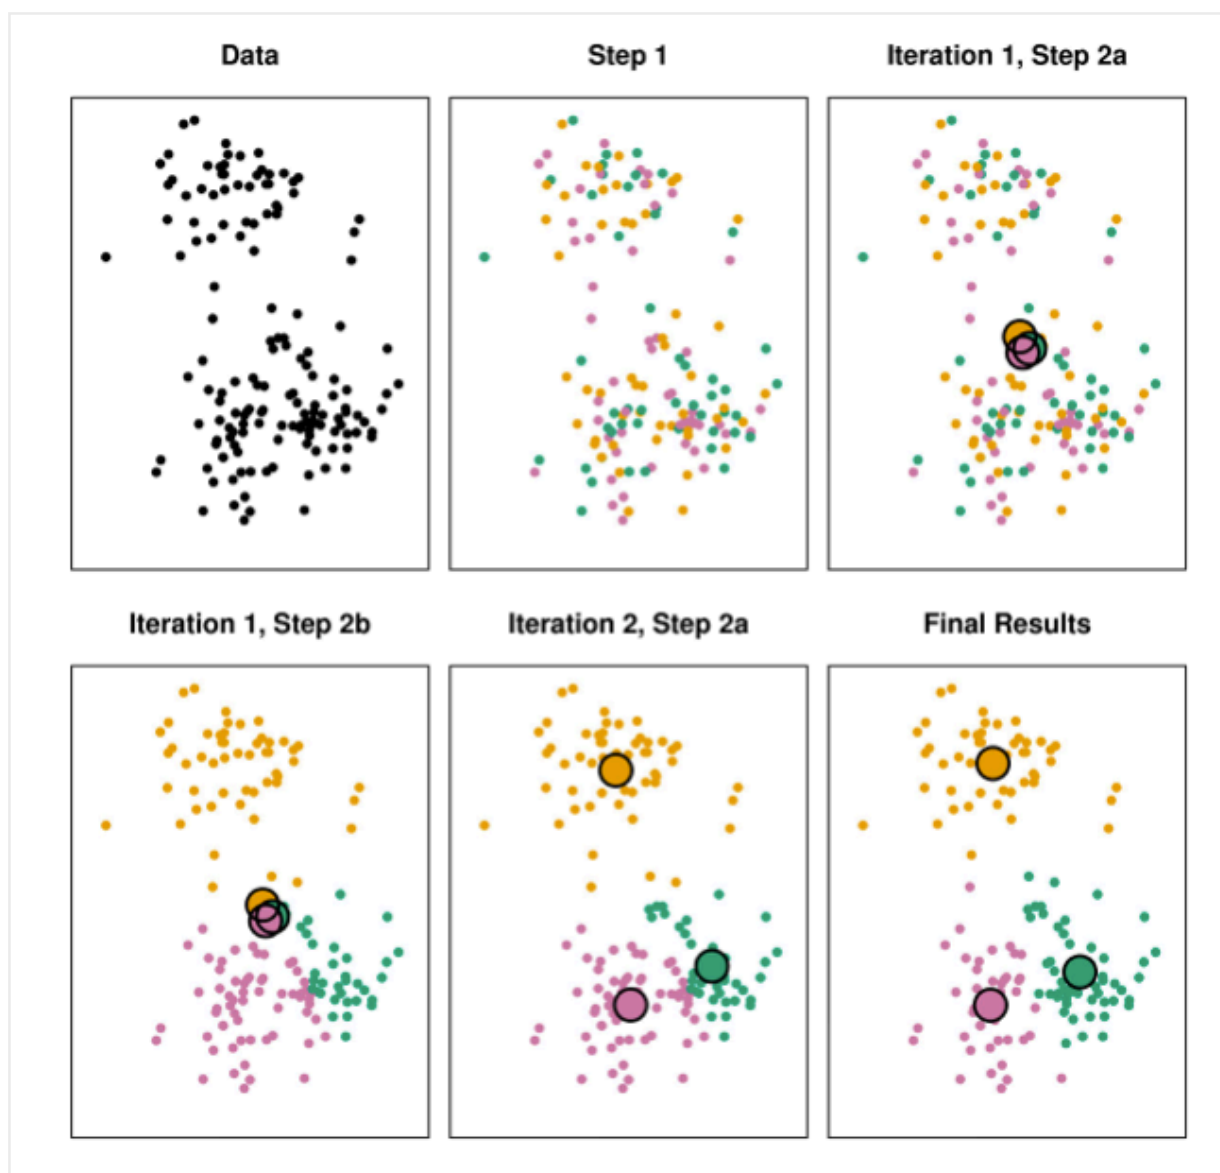 Data
Step 1
Iteration 1, Step 2a
Iteration 1, Step 2b
Iteration 2, Step 2a
Final Results